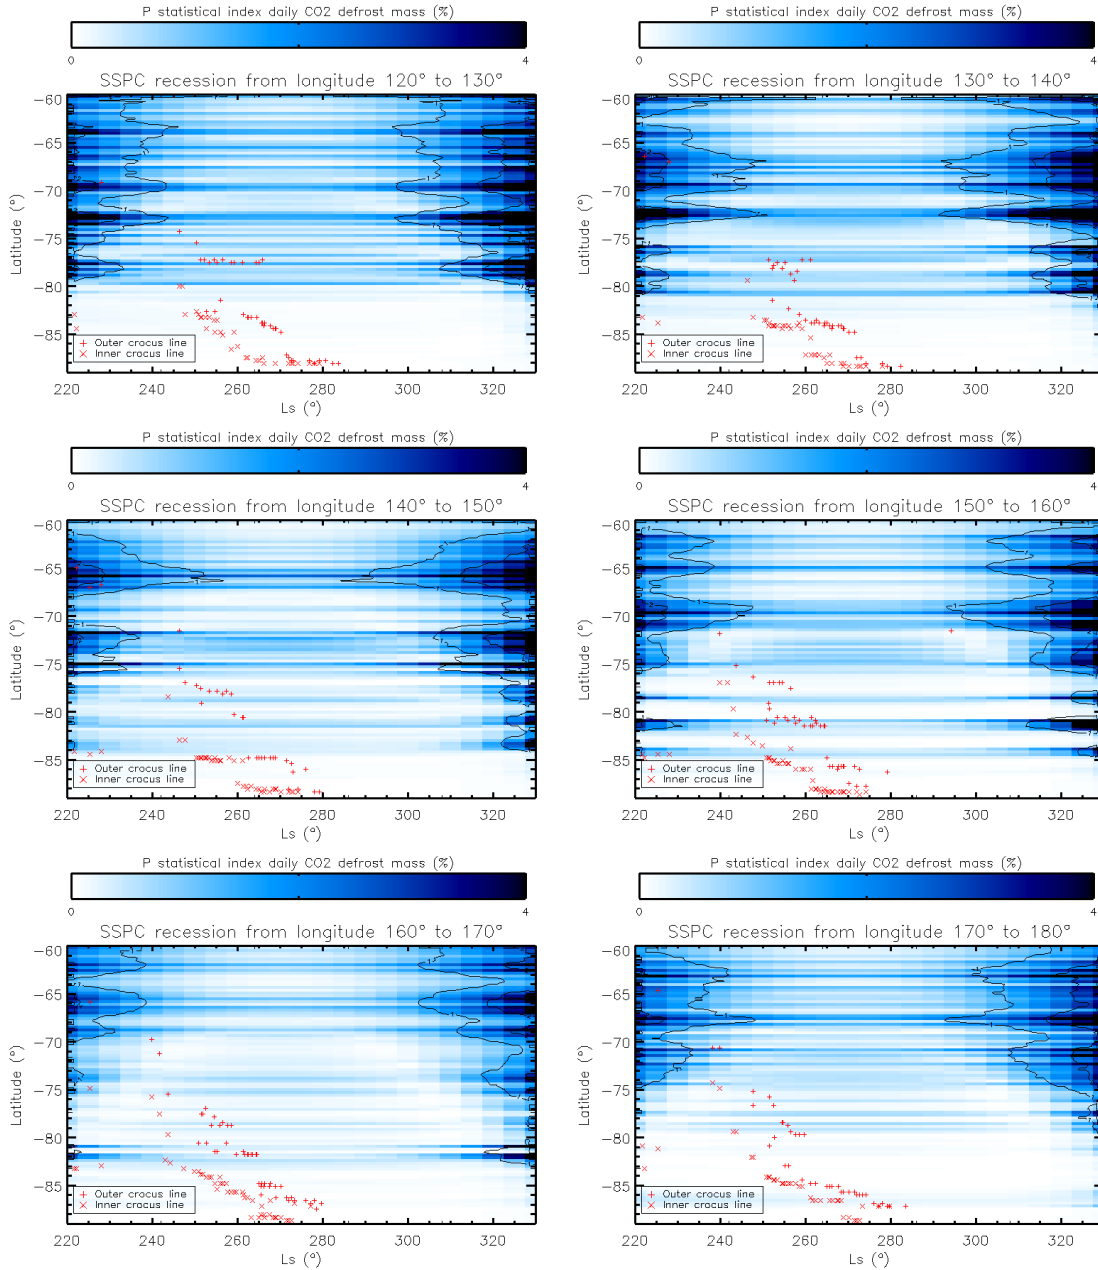 P statistical index daily CO2 defrost mass (%)
0 4
SSPC recession from longitude 120° to 130°
Latitude (°)
-60
-65
-70
-75
-80
-85
+ Outer crocus line
× Inner crocus line
220 240 260 280 300 320
Ls (°)
P statistical index daily CO2 defrost mass (%)
0 4
SSPC recession from longitude 130° to 140°
Latitude (°)
-60
-65
-70
-75
-80
-85
+ Outer crocus line
× Inner crocus line
220 240 260 280 300 320
Ls (°)
P statistical index daily CO2 defrost mass (%)
0 4
SSPC recession from longitude 140° to 150°
Latitude (°)
-60
-65
-70
-75
-80
-85
+ Outer crocus line
× Inner crocus line
220 240 260 280 300 320
Ls (°)
P statistical index daily CO2 defrost mass (%)
0 4
SSPC recession from longitude 150° to 160°
Latitude (°)
-60
-65
-70
-75
-80
-85
+ Outer crocus line
× Inner crocus line
220 240 260 280 300 320
Ls (°)
P statistical index daily CO2 defrost mass (%)
0 4
SSPC recession from longitude 160° to 170°
Latitude (°)
-60
-65
-70
-75
-80
-85
+ Outer crocus line
× Inner crocus line
220 240 260 280 300 320
Ls (°)
P statistical index daily CO2 defrost mass (%)
0 4
SSPC recession from longitude 170° to 180°
Latitude (°)
-60
-65
-70
-75
-80
-85
+ Outer crocus line
× Inner crocus line
220 240 260 280 300 320
Ls (°)